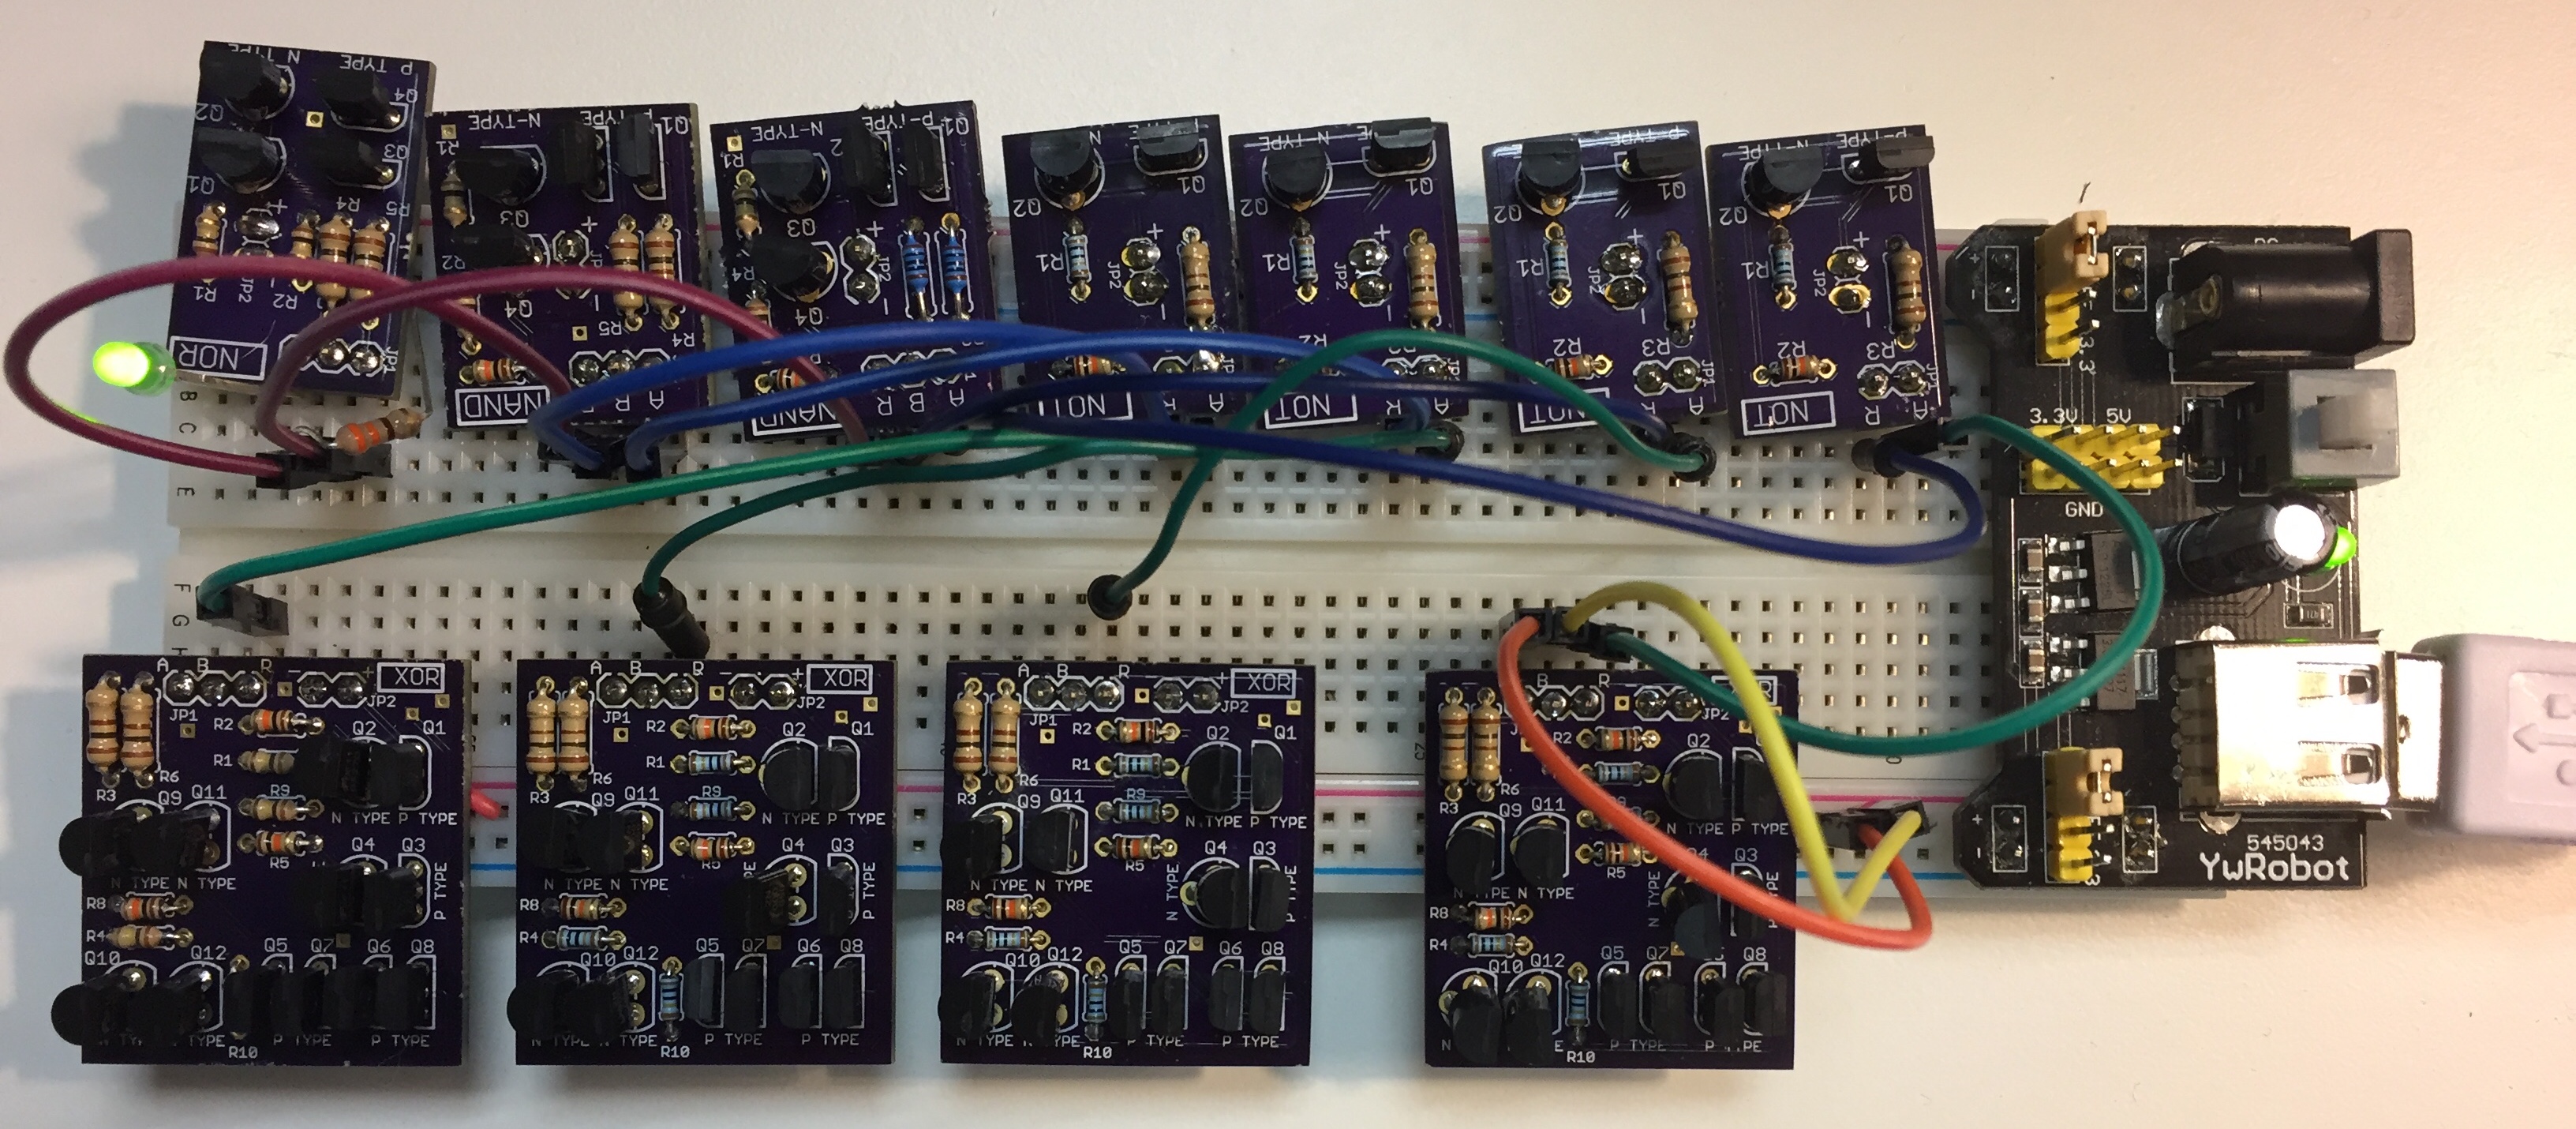 N TYPE P TYPE
Q2 Q4
Q1 Q3
+ R4 R5
R1 JP2 - R2
NOR JP1
N-TYPE P-TYPE Q1
R1
Q3
R2 + JP2
Q4 R5 R4
NAND B R A
N-TYPE P-TYPE Q1
R1 2
Q3 +
R4 JP2
Q4 -
NAND B R A
N P
Q2 Q1
R1 + JP2 -
NOT R A
N TYPE P TYPE
Q2 Q1
R1 + JP2 -
R2
NOT A
N TYPE P TYPE
Q2 Q1
R1 + JP2 -
R2 R3 JP1
NOT R A
N TYPE P-TYPE
Q2 Q1
R1 + JP2 -
R2 R3 JP1
NOT R A
B
C
E
F
G
3.3
3.3V 5V
GND
545043
YwRobot
A B R - + XOR
JP1 JP2
R2 Q2 Q1
R1
R3 R6
Q9 Q11 R9 N TYPE P TYPE
R5 Q4 Q3
N TYPE N TYPE P TYPE
R8
R4
Q10 Q12 Q5 Q7 Q6 Q8
N TYPE N TYPE P TYPE P TYPE
R10
A B R - + XOR
JP1 JP2
R2 Q2 Q1
R1
R3 R6
Q9 Q11 R9 N TYPE P TYPE
R5 Q4 Q3
N TYPE N TYPE P TYPE
R8
R4
Q10 Q12 Q5 Q7 Q6 Q8
N TYPE N TYPE P TYPE P TYPE
R10
A B R - + XOR
JP1 JP2
R2 Q2 Q1
R1
R3 R6
Q9 Q11 R9 N TYPE P TYPE
R5 Q4 Q3
N TYPE N TYPE N TYPE P TYPE
R8
R4
Q10 Q12 Q5 Q7 Q6 Q8
N TYPE N TYPE P TYPE P TYPE
R10
B R
JP2
R2 Q2
R3 R6
Q9 Q11 N TYPE P TYPE
R5 Q3
N TYPE N TYPE N TYPE
R8
R4
Q10 Q12 Q5 Q7 Q8
N P TYPE
R10